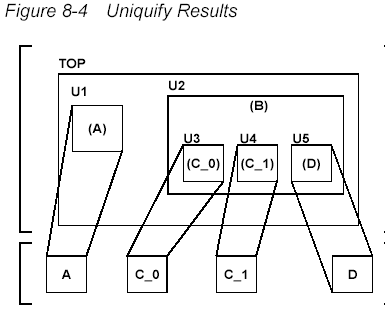 Figure 8-4 Uniquify Results
TOP
U1
U2
(A)
(B)
U3 U4 U5
(C_0) (C_1) (D)
A C_0 C_1 D